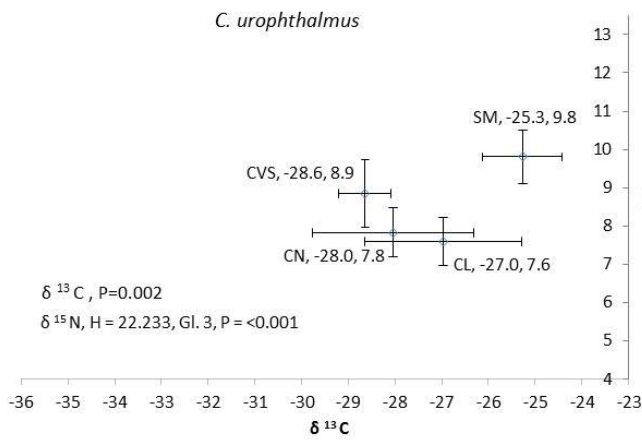 C. urophthalmus
13
12
11
SM, -25.3, 9.8
10
CVS, -28.6, 8.9
9
8
CN, -28.0, 7.8
CL, -27.0, 7.6
7
δ 13 C , P=0.002
6
δ 15 N, H = 22.233, Gl. 3, P = <0.001
5
4
-36 -35 -34 -33 -32 -31 -30 -29 -28 -27 -26 -25 -24 -23
δ 13 C